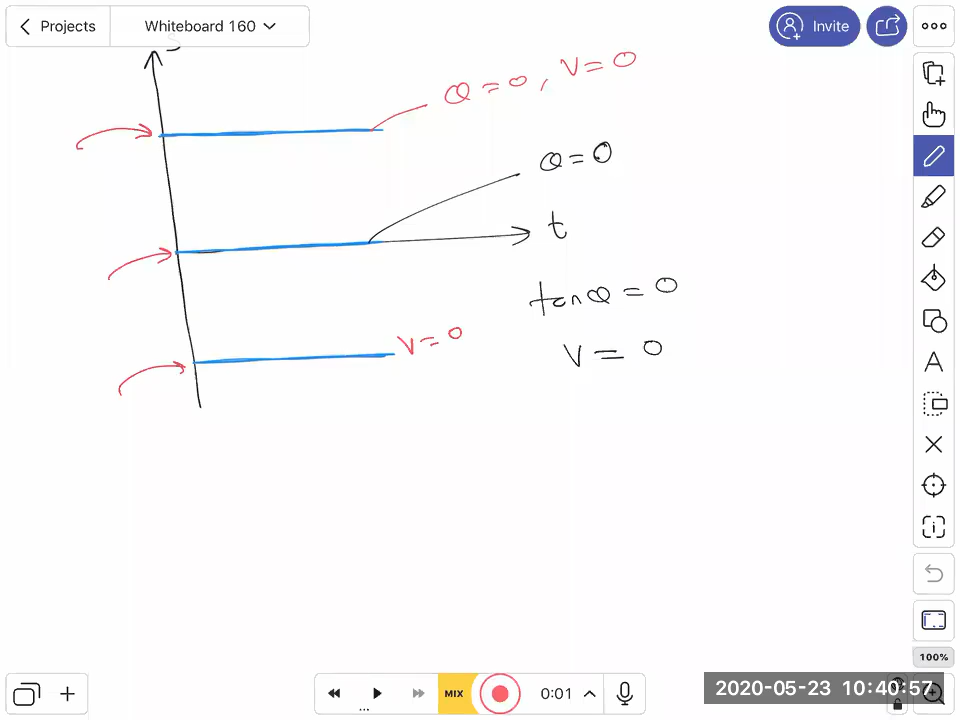 Projects
Whiteboard 160
Invite
θ = 0, v = 0
θ = 0
t
tanθ = 0
v = 0
v = 0
A
100%
+
MIX
0:01
2020-05-23 10:40:57